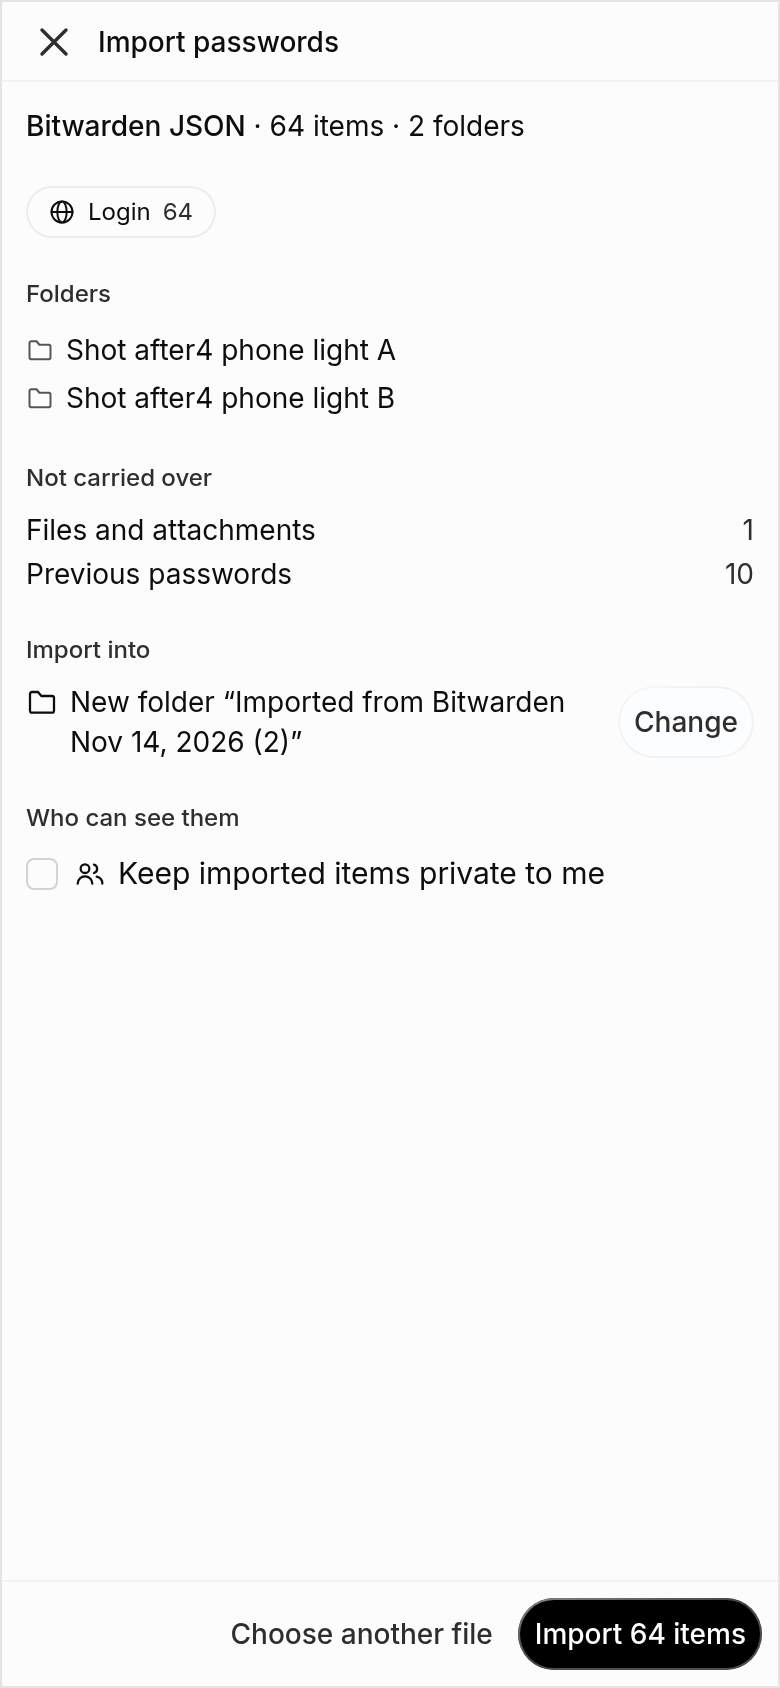 Import passwords
Bitwarden JSON · 64 items · 2 folders
Login 64
Folders
Shot after4 phone light A
Shot after4 phone light B
Not carried over
Files and attachments 1
Previous passwords 10
Import into
New folder “Imported from Bitwarden
Nov 14, 2026 (2)”
Change
Who can see them
Keep imported items private to me
Choose another file
Import 64 items